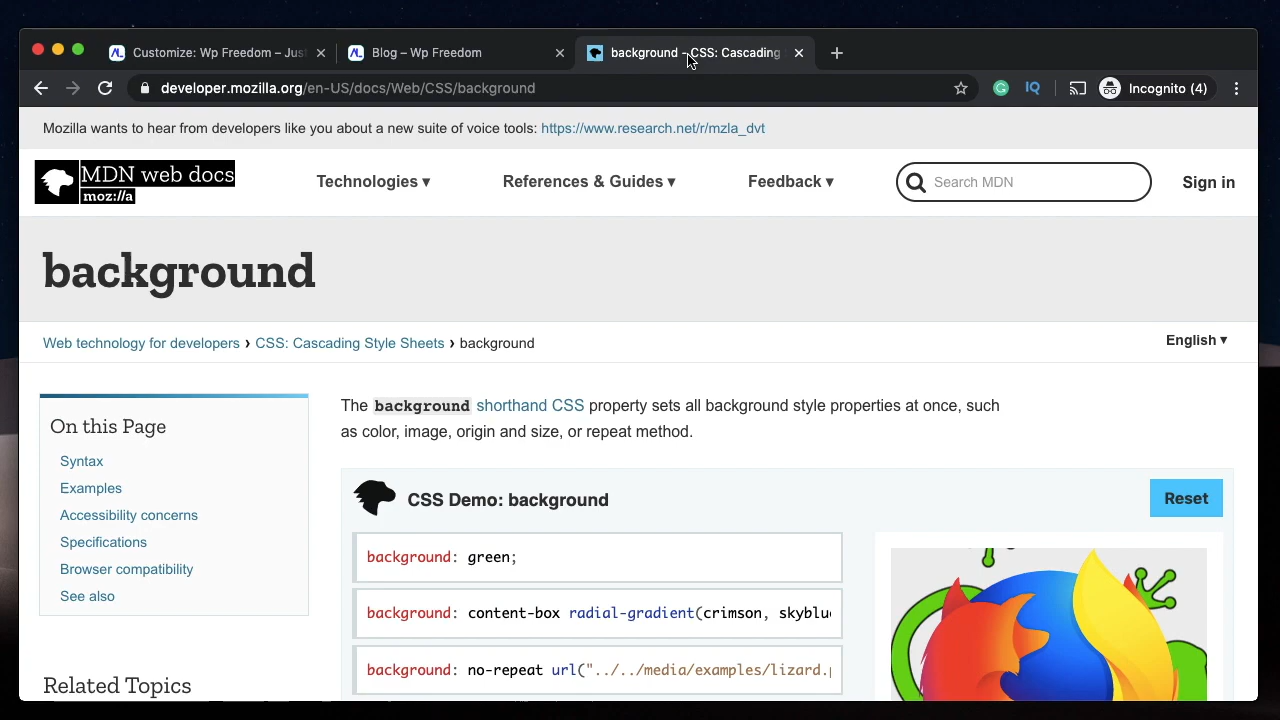 Customize: Wp Freedom – Jus
Blog – Wp Freedom
background - CSS: Cascading
developer.mozilla.org/en-US/docs/Web/CSS/background
IQ
Incognito (4)
Mozilla wants to hear from developers like you about a new suite of voice tools: https://www.research.net/r/mzla_dvt
MDN web docs
moz://a
Technologies ▾
References & Guides ▾
Feedback ▾
Search MDN
Sign in
background
Web technology for developers › CSS: Cascading Style Sheets › background
English ▾
On this Page
Syntax
Examples
Accessibility concerns
Specifications
Browser compatibility
See also
Related Topics
The background shorthand CSS property sets all background style properties at once, such
as color, image, origin and size, or repeat method.
CSS Demo: background
Reset
background: green;
background: content-box radial-gradient(crimson, skyblu
background: no-repeat url("../../media/examples/lizard.p